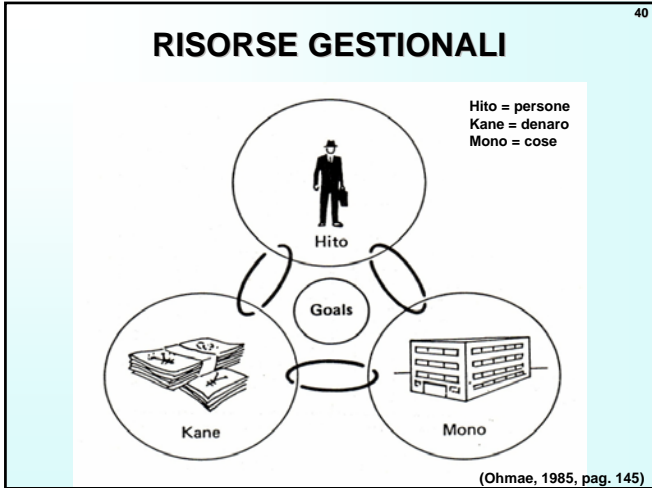 40
RISORSE GESTIONALI
Hito = persone
Kane = denaro
Mono = cose
Hito
Goals
Kane
Mono
(Ohmae, 1985, pag. 145)